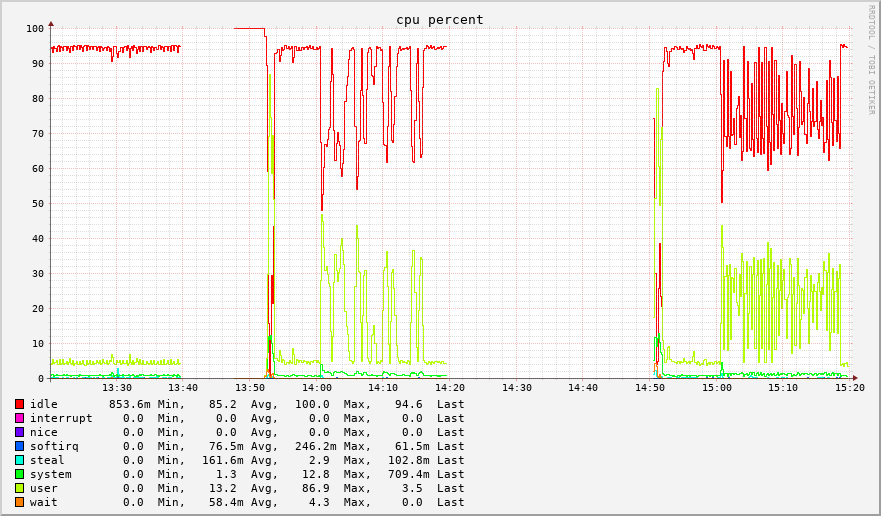 cpu percent
RRDTOOL / TOBI OETIKER
100
90
80
70
60
50
40
30
20
10
0
13:30 13:40 13:50 14:00 14:10 14:20 14:30 14:40 14:50 15:00 15:10 15:20
idle 853.6m Min, 85.2 Avg, 100.0 Max, 94.6 Last
interrupt 0.0 Min, 0.0 Avg, 0.0 Max, 0.0 Last
nice 0.0 Min, 0.0 Avg, 0.0 Max, 0.0 Last
softirq 0.0 Min, 76.5m Avg, 246.2m Max, 61.5m Last
steal 0.0 Min, 161.6m Avg, 2.9 Max, 102.8m Last
system 0.0 Min, 1.3 Avg, 12.8 Max, 709.4m Last
user 0.0 Min, 13.2 Avg, 86.9 Max, 3.5 Last
wait 0.0 Min, 58.4m Avg, 4.3 Max, 0.0 Last